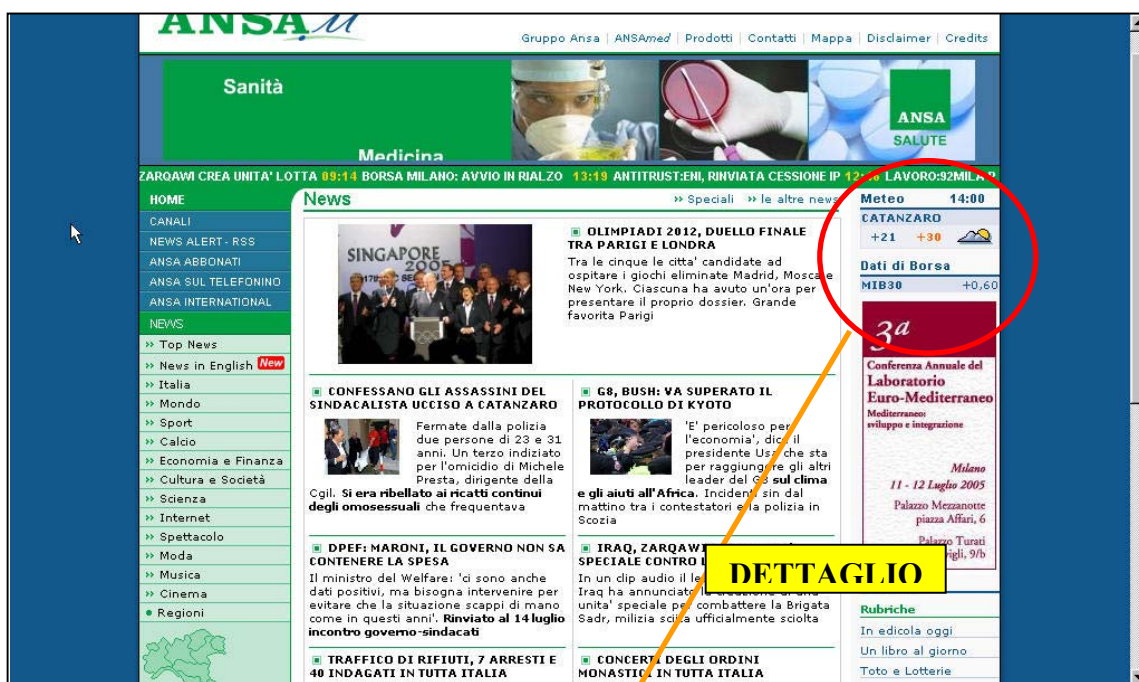 ANSA.it
Gruppo Ansa | ANSAmed | Prodotti | Contatti | Mappa | Disclaimer | Credits
Sanità
Medicina
ANSA
SALUTE
ZARQAWI CREA UNITA' LOTTA 09:14 BORSA MILANO: AVVIO IN RIALZO 13:19 ANTITRUST:ENI, RINVIATA CESSIONE IP LAVORO:92MILA
HOME
CANALI
NEWS ALERT - RSS
ANSA ABBONATI
ANSA SUL TELEFONINO
ANSA INTERNATIONAL
NEWS
» Top News
» News in English New
» Italia
» Mondo
» Sport
» Calcio
» Economia e Finanza
» Cultura e Società
» Scienza
» Internet
» Spettacolo
» Moda
» Musica
» Cinema
• Regioni
News
» Speciali » le altre news
SINGAPORE
2005
OLIMPIADI 2012, DUELLO FINALE
TRA PARIGI E LONDRA
Tra le cinque le citta' candidate ad
ospitare i giochi eliminate Madrid, Mosca e
New York. Ciascuna ha avuto un'ora per
presentare il proprio dossier. Grande
favorita Parigi
CONFESSANO GLI ASSASSINI DEL
SINDACALISTA UCCISO A CATANZARO
Fermate dalla polizia
due persone di 23 e 31
anni. Un terzo indiziato
per l'omicidio di Michele
Presta, dirigente della
Cgil. Si era ribellato ai ricatti continui
degli omosessuali che frequentava
G8, BUSH: VA SUPERATO IL
PROTOCOLLO DI KYOTO
'E' pericoloso per
l'economia', dice il
presidente Usa che sta
per raggiungere gli altri
leader del G8 sul clima
e gli aiuti all'Africa. Incidenti sin dal
mattino tra i contestatori e la polizia in
Scozia
DPEF: MARONI, IL GOVERNO NON SA
CONTENERE LA SPESA
Il ministro del Welfare: 'ci sono anche
dati positivi, ma bisogna intervenire per
evitare che la situazione scappi di mano
come in questi anni'. Rinviato al 14 luglio
incontro governo-sindacati
IRAQ, ZARQAWI
SPECIALE CONTRO
In un clip audio il
Iraq ha annunciato la creazione di una
unita' speciale per combattere la Brigata
Sadr, milizia sciita ufficialmente sciolta
TRAFFICO DI RIFIUTI, 7 ARRESTI E
40 INDAGATI IN TUTTA ITALIA
CONCERTI DEGLI ORDINI
MONASTICI IN TUTTA ITALIA
Meteo 14:00
CATANZARO
+21 +30
Dati di Borsa
MIB30 +0,60
3a
Conferenza Annuale del
Laboratorio
Euro-Mediterraneo
Mediterraneo:
sviluppo e integrazione
Milano
11 - 12 Luglio 2005
Palazzo Mezzanotte
piazza Affari, 6
Palazzo Turati
9/b
DETTAGLIO
Rubriche
In edicola oggi
Un libro al giorno
Toto e Lotterie